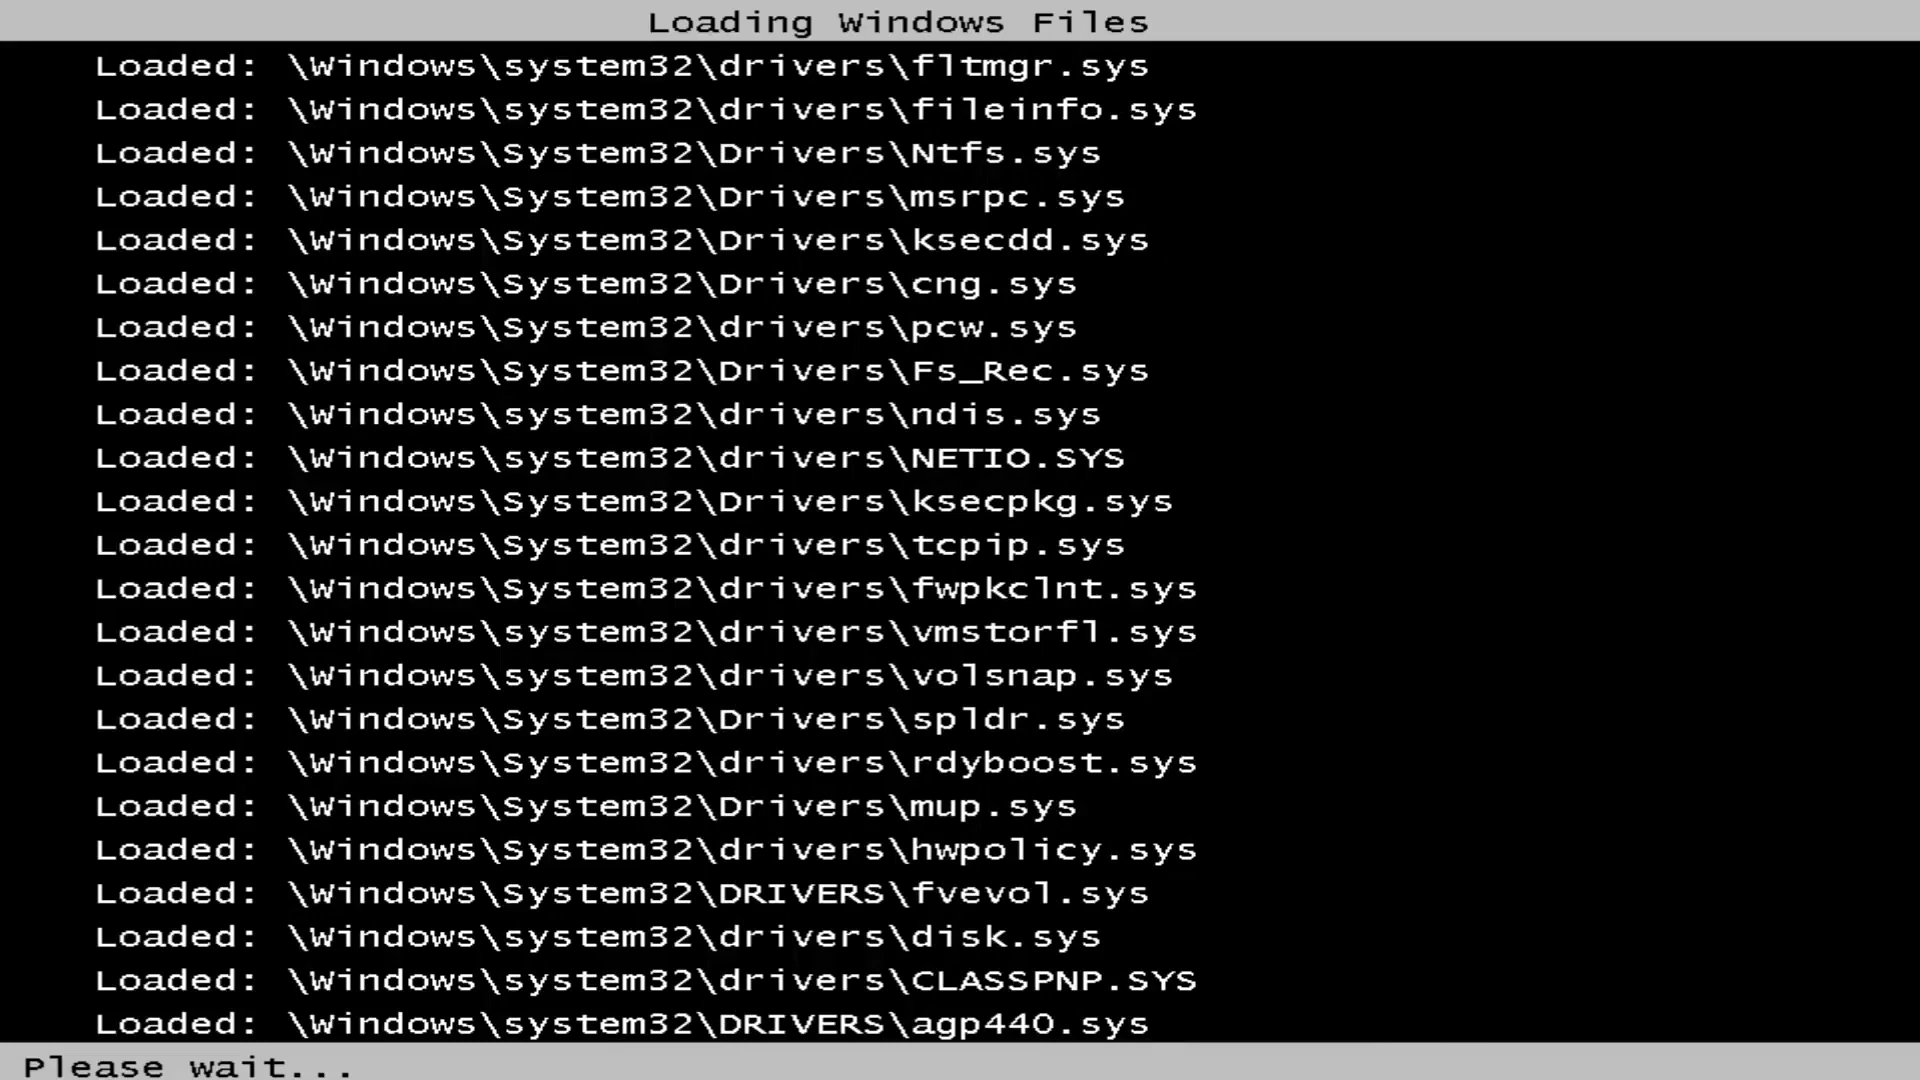 Loading Windows Files
Loaded: \Windows\system32\drivers\fltmgr.sys
Loaded: \Windows\system32\drivers\fileinfo.sys
Loaded: \Windows\System32\Drivers\Ntfs.sys
Loaded: \Windows\System32\Drivers\msrpc.sys
Loaded: \Windows\System32\Drivers\ksecdd.sys
Loaded: \Windows\System32\Drivers\cng.sys
Loaded: \Windows\System32\drivers\pcw.sys
Loaded: \Windows\System32\Drivers\Fs_Rec.sys
Loaded: \Windows\system32\drivers\ndis.sys
Loaded: \Windows\system32\drivers\NETIO.SYS
Loaded: \Windows\System32\Drivers\ksecpkg.sys
Loaded: \Windows\System32\drivers\tcpip.sys
Loaded: \Windows\System32\drivers\fwpkclnt.sys
Loaded: \Windows\system32\drivers\vmstorfl.sys
Loaded: \Windows\system32\drivers\volsnap.sys
Loaded: \Windows\System32\Drivers\spldr.sys
Loaded: \Windows\System32\drivers\rdyboost.sys
Loaded: \Windows\System32\Drivers\mup.sys
Loaded: \Windows\System32\drivers\hwpolicy.sys
Loaded: \Windows\System32\DRIVERS\fvevol.sys
Loaded: \Windows\system32\drivers\disk.sys
Loaded: \Windows\system32\drivers\CLASSPNP.SYS
Loaded: \Windows\system32\DRIVERS\agp440.sys
Please wait...